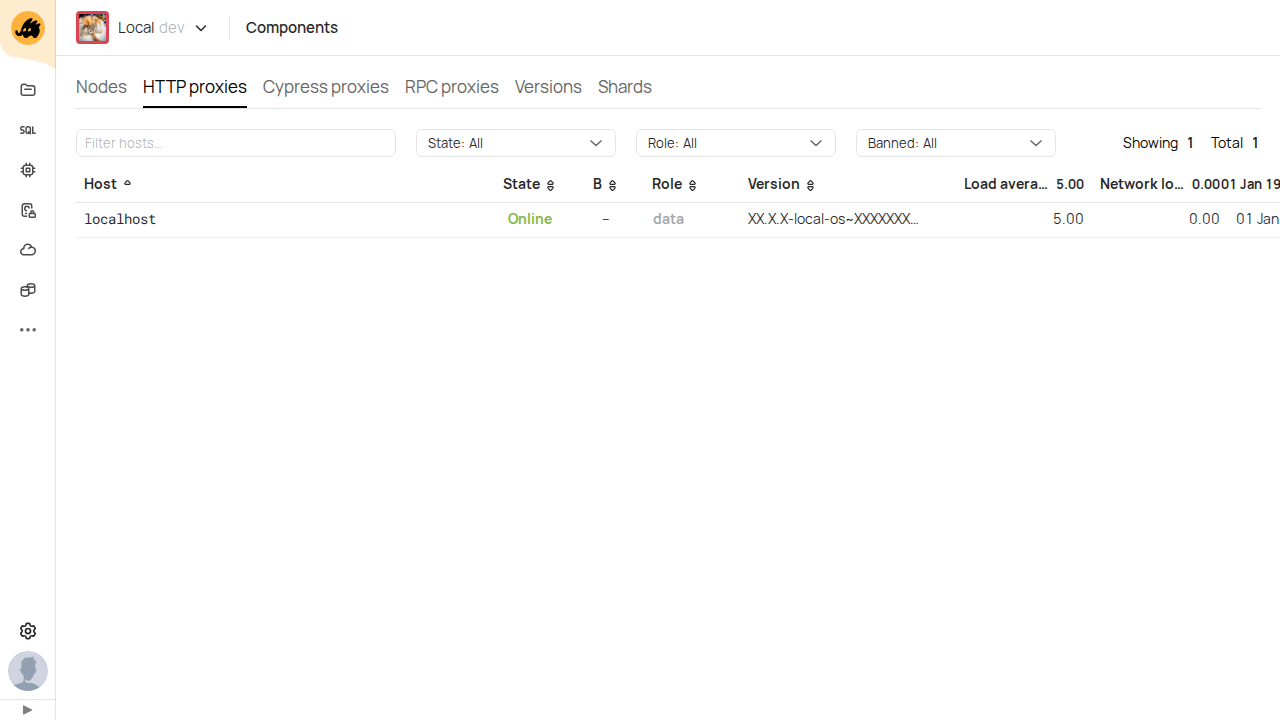 Local dev Components
SQL
Nodes HTTP proxies Cypress proxies RPC proxies Versions Shards
Filter hosts... State: All Role: All Banned: All Showing 1 Total 1
Host State B Role Version Load avera... 5.00 Network lo... 0.00 01 Jan 19
localhost Online – data XX.X.X-local-os~XXXXXXX... 5.00 0.00 01 Jan